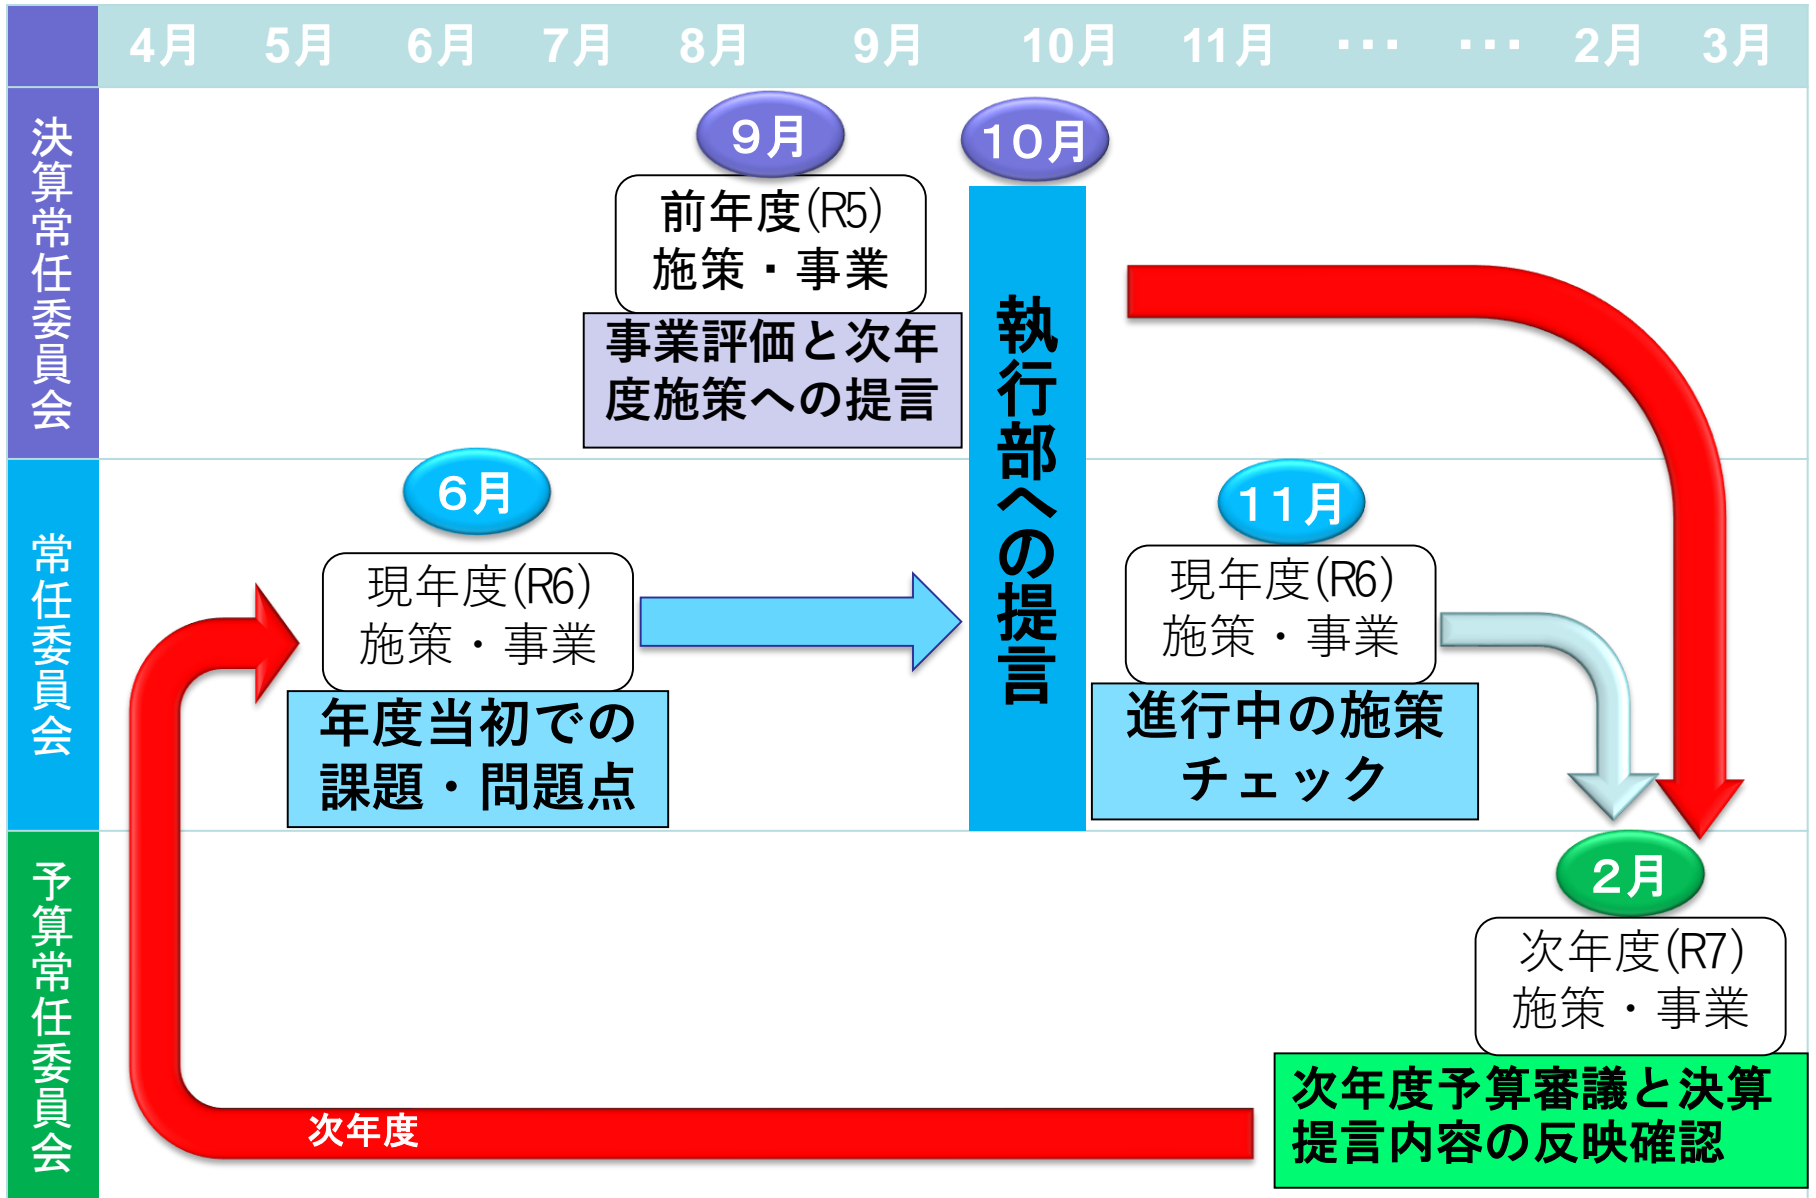 4月 5月 6月 7月 8月 9月 10月 11月 ・・・ ・・・ 2月 3月
決算常任委員会
9月
前年度(R5)
施策・事業
事業評価と次年
度施策への提言
10月
執行部への提言
常任委員会
6月
現年度(R6)
施策・事業
年度当初での
課題・問題点
11月
現年度(R6)
施策・事業
進行中の施策
チェック
予算常任委員会
2月
次年度(R7)
施策・事業
次年度予算審議と決算
提言内容の反映確認
次年度